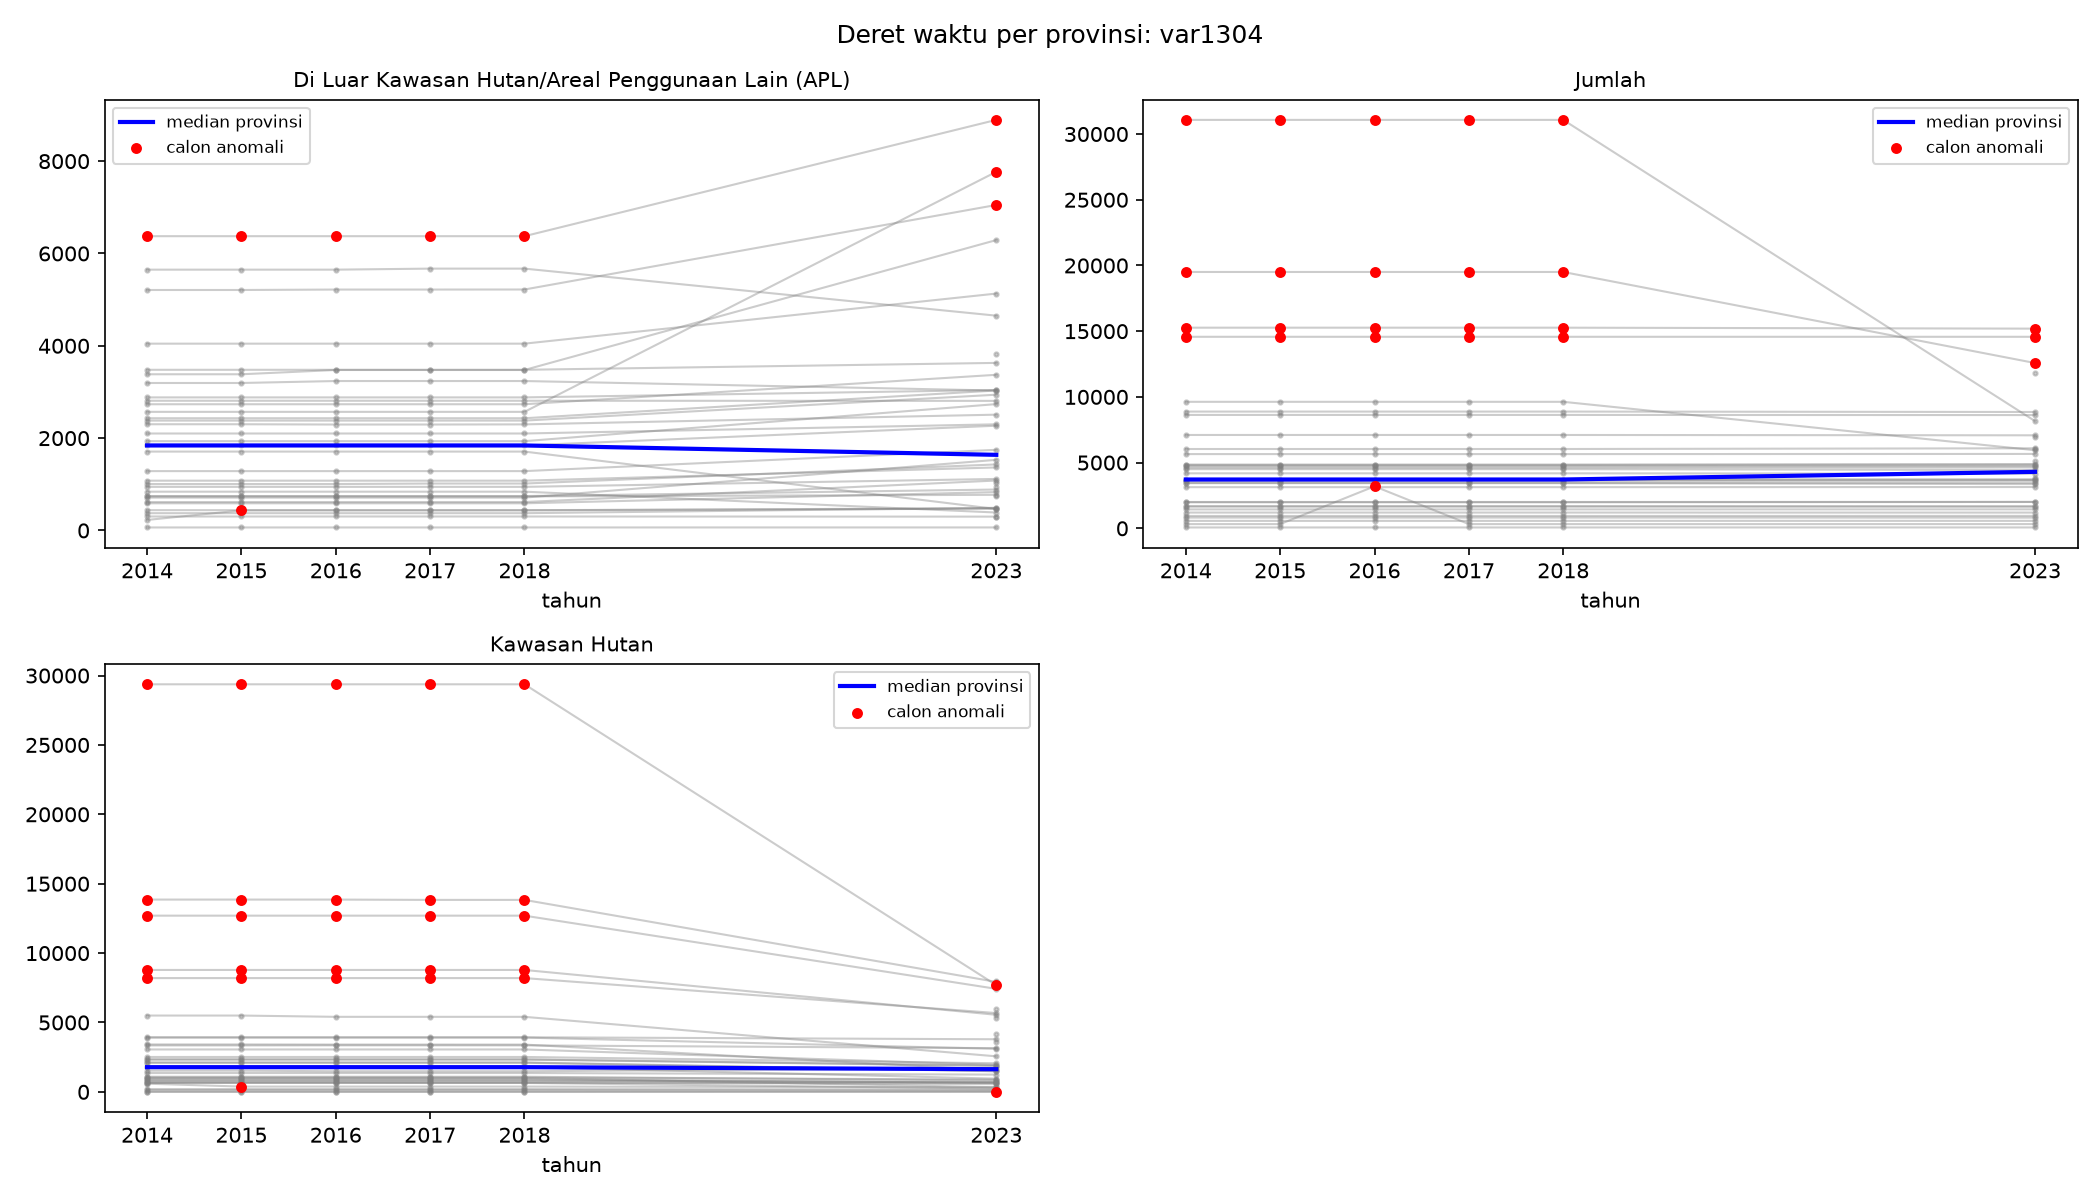 Deret waktu per provinsi: var1304
Di Luar Kawasan Hutan/Areal Penggunaan Lain (APL)
median provinsi
calon anomali
8000
6000
4000
2000
0
2014 2015 2016 2017 2018 2023
tahun
Jumlah
median provinsi
calon anomali
30000
25000
20000
15000
10000
5000
0
2014 2015 2016 2017 2018 2023
tahun
Kawasan Hutan
median provinsi
calon anomali
30000
25000
20000
15000
10000
5000
0
2014 2015 2016 2017 2018 2023
tahun